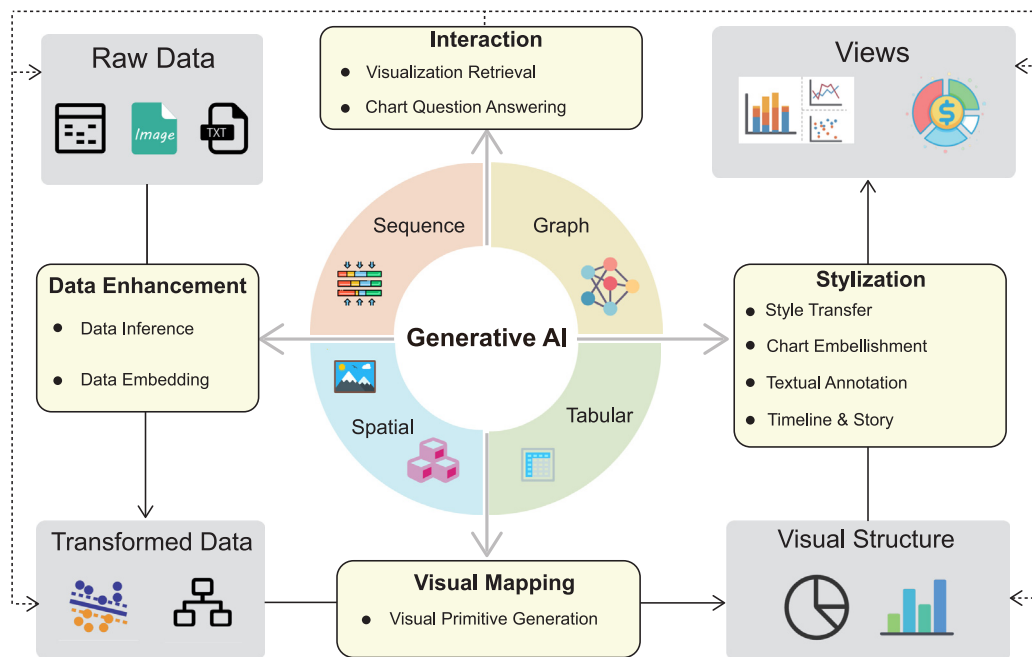 Raw Data
Image
TXT
Interaction
Visualization Retrieval
Chart Question Answering
Views
$
Sequence
Graph
Data Enhancement
Data Inference
Data Embedding
Generative AI
Stylization
Style Transfer
Chart Embellishment
Textual Annotation
Timeline & Story
Spatial
Tabular
Transformed Data
Visual Mapping
Visual Primitive Generation
Visual Structure